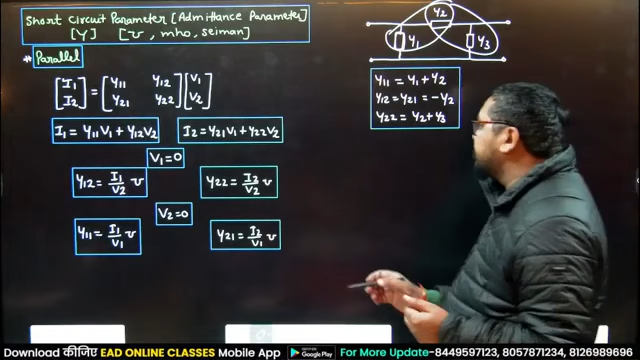 Short Circuit Parameter [Admittance Parameter]
[Y] [℧, mho, seiman]
* Parallel
[I1 I2] = [Y11 Y12 Y21 Y22] [V1 V2]
I1 = Y11V1 + Y12V2
I2 = Y21V1 + Y22V2
V1=0
Y12 = I1/V2 ℧
Y22 = I2/V2 ℧
V2=0
Y11 = I1/V1 ℧
Y21 = I2/V1 ℧
Y2
Y1
Y3
Y11 = Y1 + Y2
Y12 = Y21 = -Y2
Y22 = Y2 + Y3
Download कीजिए EAD ONLINE CLASSES Mobile App GET IT ON Google Play For More Update-8449597123, 8057871234, 8126989696